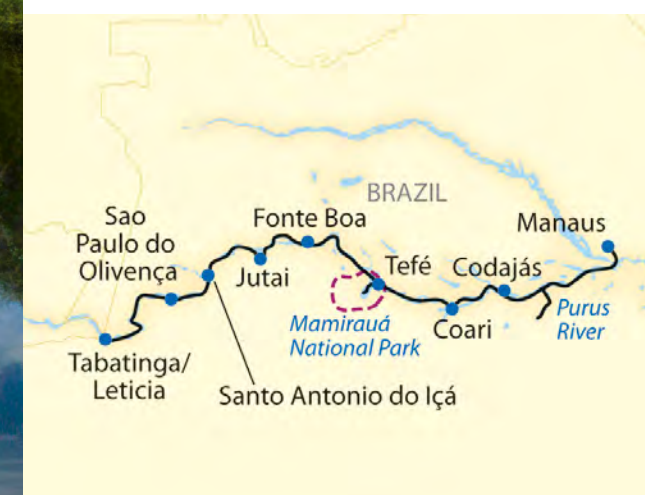 BRAZIL
Sao
Paulo do
Olivença
Fonte Boa
Manaus
Jutai
Tefé
Codajás
Mamirauá
National Park
Coari
Purus
River
Tabatinga/
Leticia
Santo Antonio do Içá